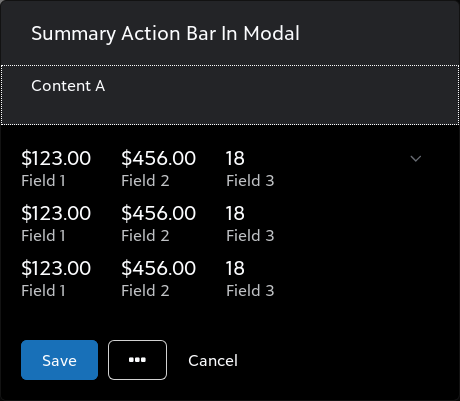 Summary Action Bar In Modal
Content A
$123.00 $456.00 18
Field 1 Field 2 Field 3
$123.00 $456.00 18
Field 1 Field 2 Field 3
$123.00 $456.00 18
Field 1 Field 2 Field 3
Save ••• Cancel